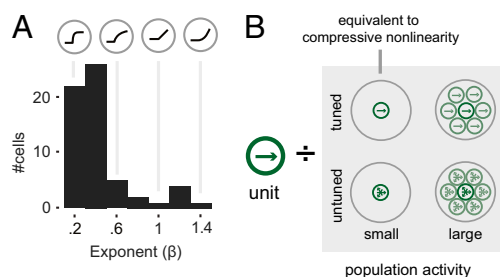 A
#cells
20
10
0
.2
.6
1
1.4
Exponent (β)
B
equivalent to
compressive nonlinearity
unit
÷
tuned
untuned
small
large
population activity